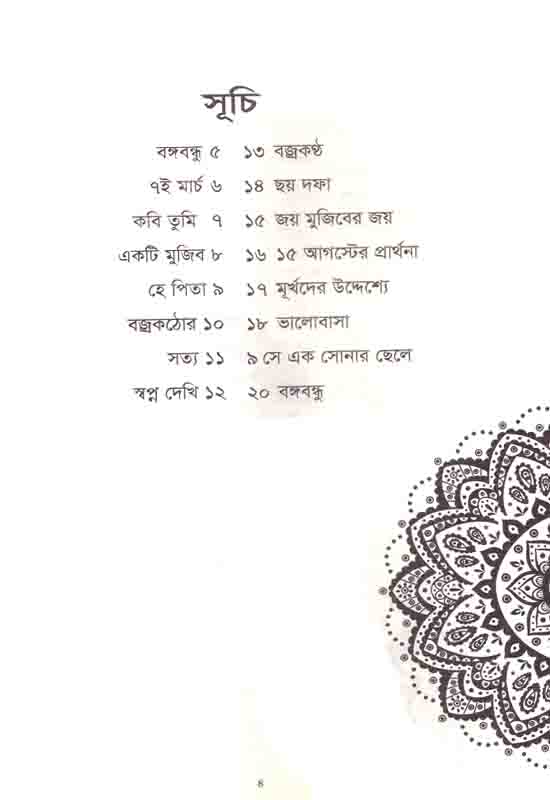 সূচি
বঙ্গবন্ধু ৫ ১৩ বজ্রকণ্ঠ
৭ই মার্চ ৬ ১৪ ছয় দফা
কবি তুমি ৭ ১৫ জয় মুজিবের জয়
একটি মুজিব ৮ ১৬ ১৫ আগস্টের প্রার্থনা
হে পিতা ৯ ১৭ মূর্খদের উদ্দেশ্যে
বজ্রকঠোর ১০ ১৮ ভালোবাসা
সত্য ১১ ৯ সে এক সোনার ছেলে
স্বপ্ন দেখি ১২ ২০ বঙ্গবন্ধু
৪